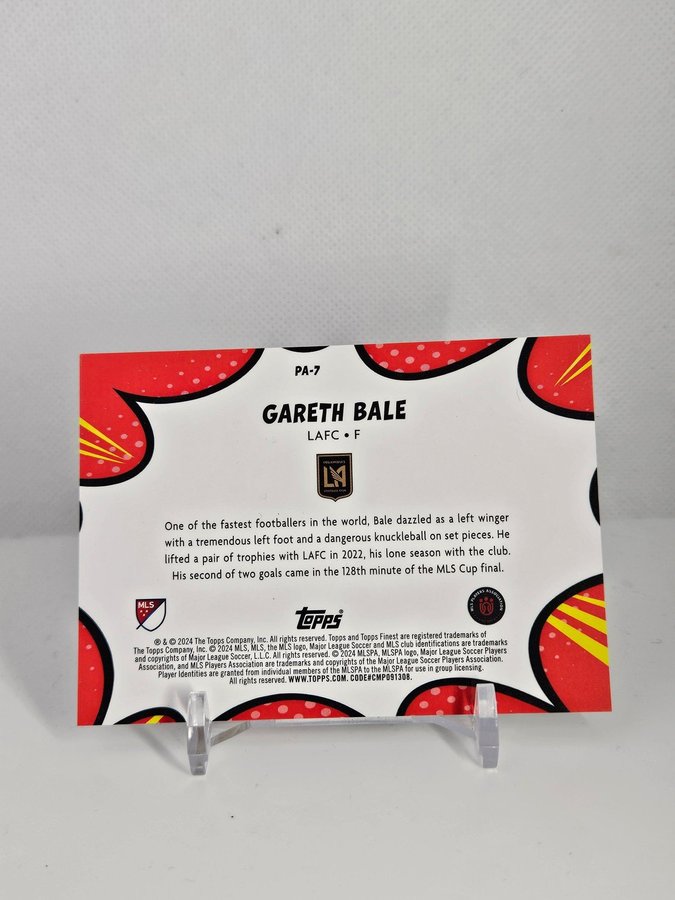 PA-7
GARETH BALE
LAFC • F
LA
One of the fastest footballers in the world, Bale dazzled as a left winger
with a tremendous left foot and a dangerous knuckleball on set pieces. He
lifted a pair of trophies with LAFC in 2022, his lone season with the club.
His second of two goals came in the 128th minute of the MLS Cup final.
MLS
topps
® & © 2024 The Topps Company, Inc. All rights reserved. Topps and Topps Finest are registered trademarks of
The Topps Company, Inc. © 2024 MLS, MLS, the MLS logo, Major League Soccer and MLS club identifications are trademarks
and copyrights of Major League Soccer, L.L.C. All rights reserved. © 2024 MLSPA, MLSPA logo, Major League Soccer Players
Association, and MLS Players Association are trademarks and copyrights of the Major League Soccer Players Association.
Player Identities are granted from individual members of the MLSPA to the MLSPA for use in group licensing.
All rights reserved. WWW.TOPPS.COM. CODE#CMP091308.